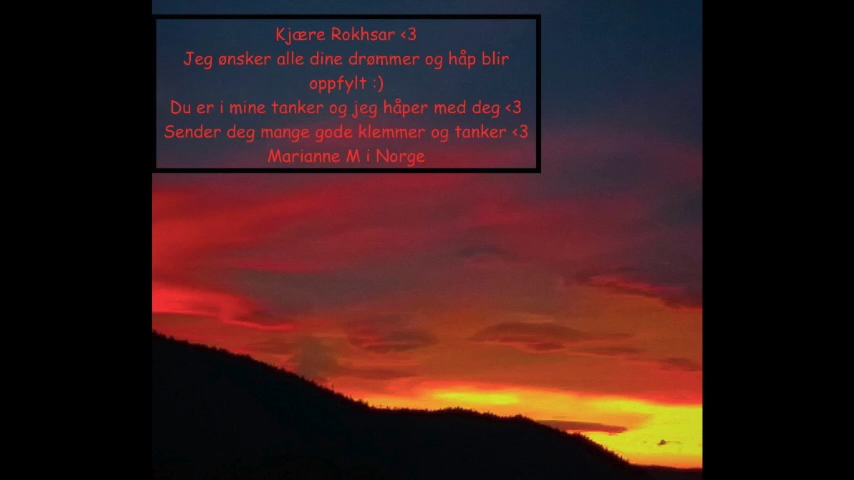 Kjære Rokhsar <3
Jeg ønsker alle dine drømmer og håp blir
oppfylt :)
Du er i mine tanker og jeg håper med deg <3
Sender deg mange gode klemmer og tanker <3
Marianne M i Norge